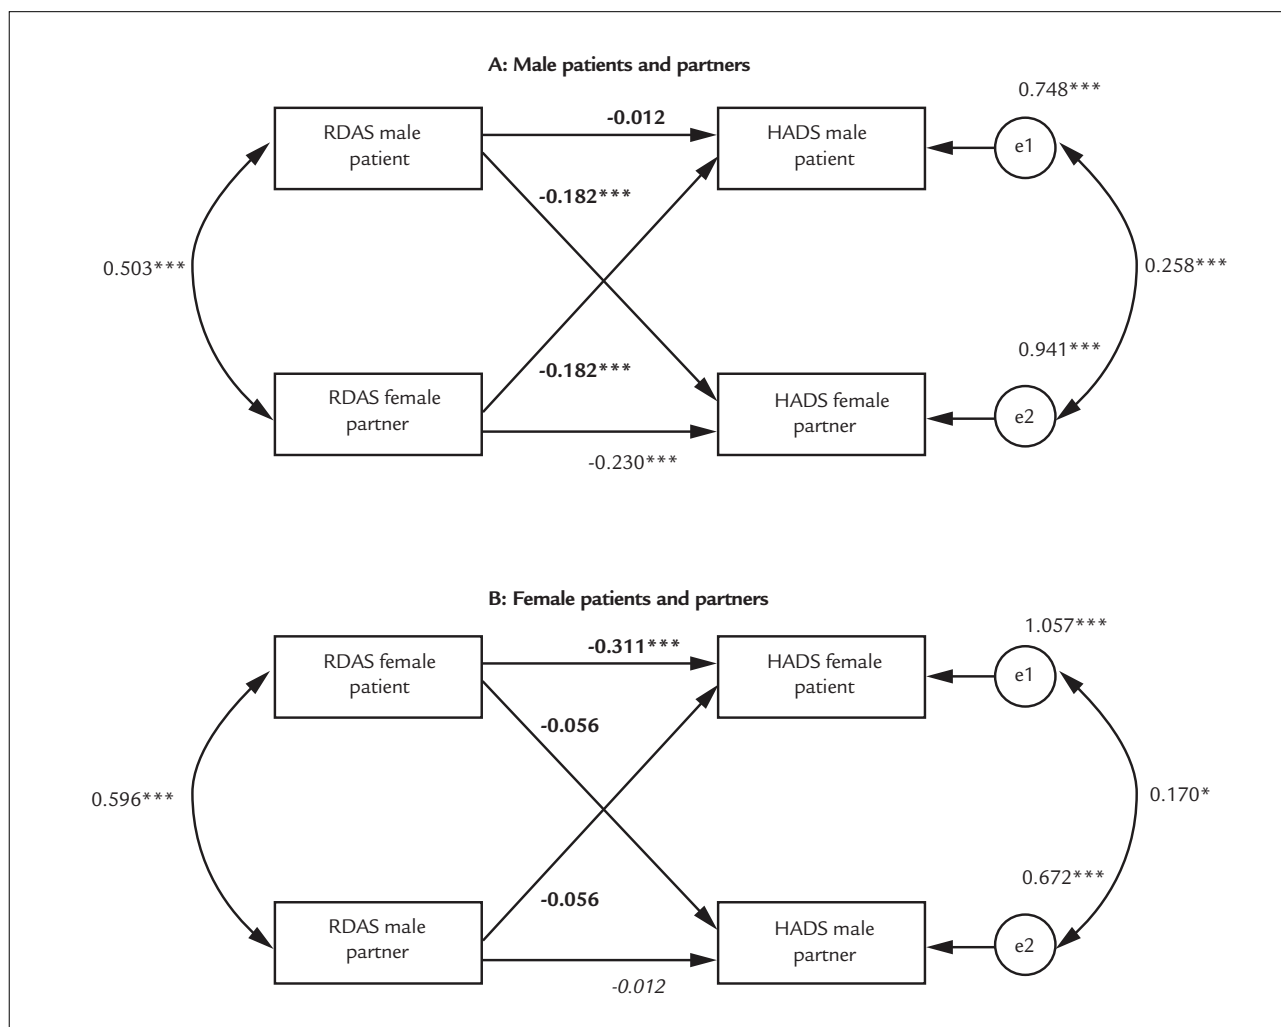 A: Male patients and partners
0.748***
RDAS male
patient
-0.012
HADS male
patient
e1
-0.182***
0.503***
0.258***
0.941***
-0.182***
RDAS female
partner
HADS female
partner
e2
-0.230***
B: Female patients and partners
1.057***
RDAS female
patient
-0.311***
HADS female
patient
e1
-0.056
0.596***
0.170*
0.672***
-0.056
RDAS male
partner
HADS male
partner
e2
-0.012